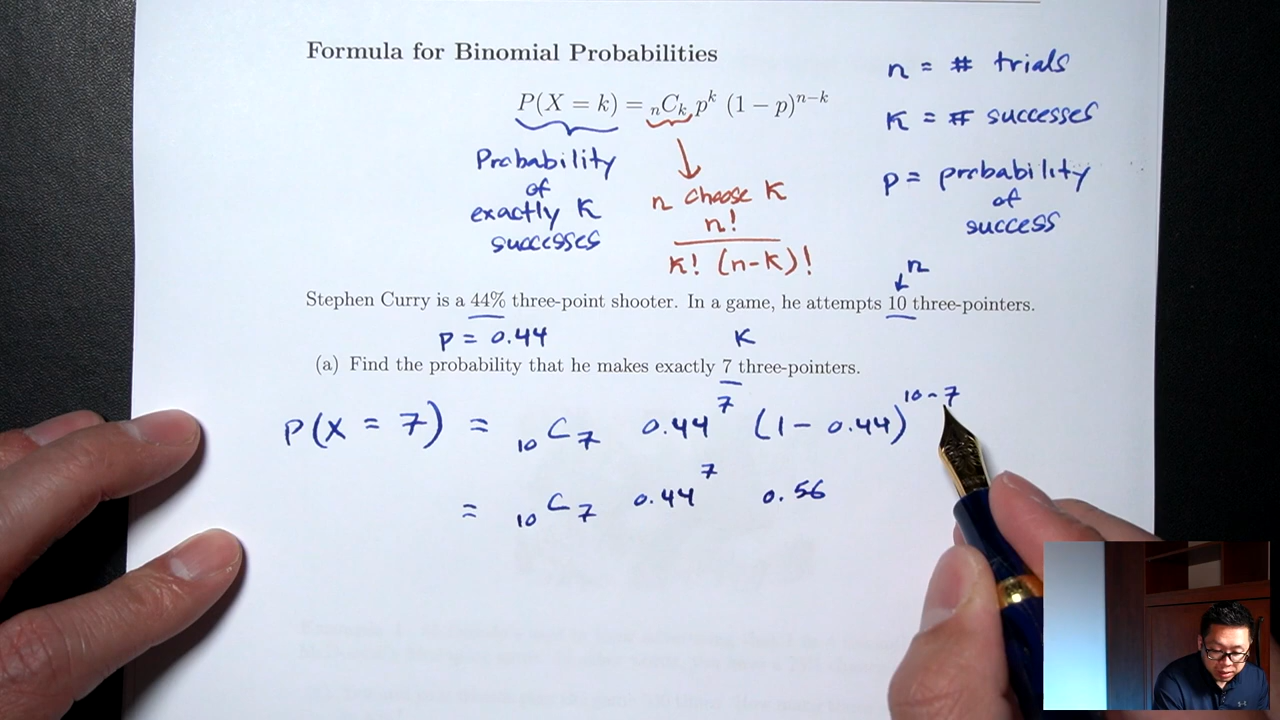 Formula for Binomial Probabilities
n = # trials
P(X = k) = nCk p^k (1 − p)^{n−k}
K = # successes
Probability
of
exactly K
successes
n choose K
n!
K! (n-K)!
p = probability
of
success
n
Stephen Curry is a 44% three-point shooter. In a game, he attempts 10 three-pointers.
P = 0.44
K
(a) Find the probability that he makes exactly 7 three-pointers.
P(X = 7) = 10C7 0.44^7 (1 - 0.44)^{10-7}
= 10C7 0.44^7 0.56